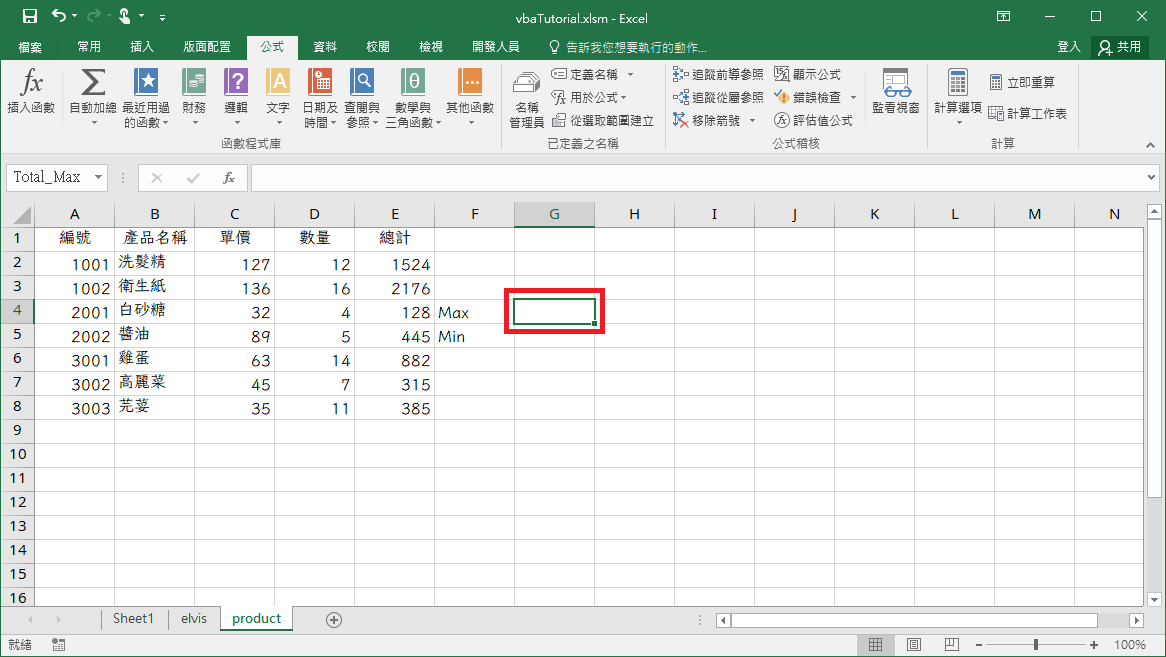 vbaTutorial.xlsm - Excel
檔案 常用 插入 版面配置 公式 資料 校閱 檢視 開發人員 告訴我您想要執行的動作... 登入 共用
fx Σ ? A θ
插入函數 自動加總 最近用過的函數 財務 邏輯 文字 日期及時間 查閱與參照 數學與三角函數 其他函數
函數程式庫
名稱管理員 定義名稱 用於公式 從選取範圍建立
已定義之名稱
追蹤前導參照 追蹤從屬參照 移除箭號 顯示公式 錯誤檢查 評估值公式 監看視窗
公式稽核
計算選項 立即重算 計算工作表
計算
Total_Max fx
A B C D E F G H I J K L M N
1 編號 產品名稱 單價 數量 總計
2 1001 洗髮精 127 12 1524
3 1002 衛生紙 136 16 2176
4 2001 白砂糖 32 4 128 Max
5 2002 醬油 89 5 445 Min
6 3001 雞蛋 63 14 882
7 3002 高麗菜 45 7 315
8 3003 芫荽 35 11 385
9
10
11
12
13
14
15
16
Sheet1 elvis product
就緒 100%